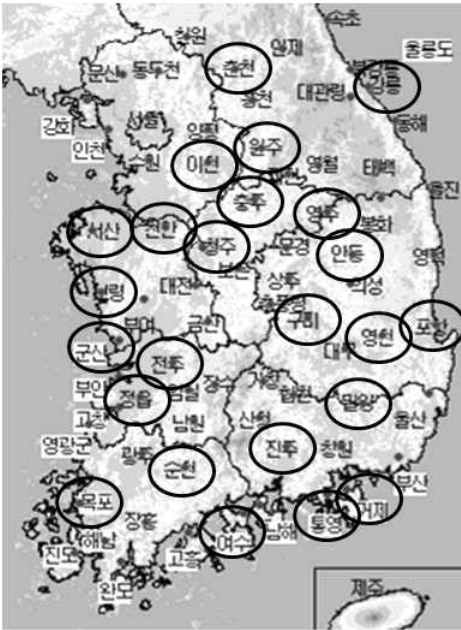 속초
철원
인제
울릉도
문산
동두천
춘천
강릉
대관령
홍천
서울
강화
인천
양평
동해
원주
수원
이천
영월
태백
울진
충주
서산
천안
영주
봉화
청주
문경
안동
영덕
보은
상주
의성
보령
대전
추풍령
부여
금산
구미
군산
대구
영천
포항
전주
부안
임실
장수
거창
합천
밀양
정읍
고창
울산
남원
산청
영광군
광주
순천
진주
창원
부산
목포
거제
장흥
통영
해남
남해
여수
진도
고흥
완도
제주